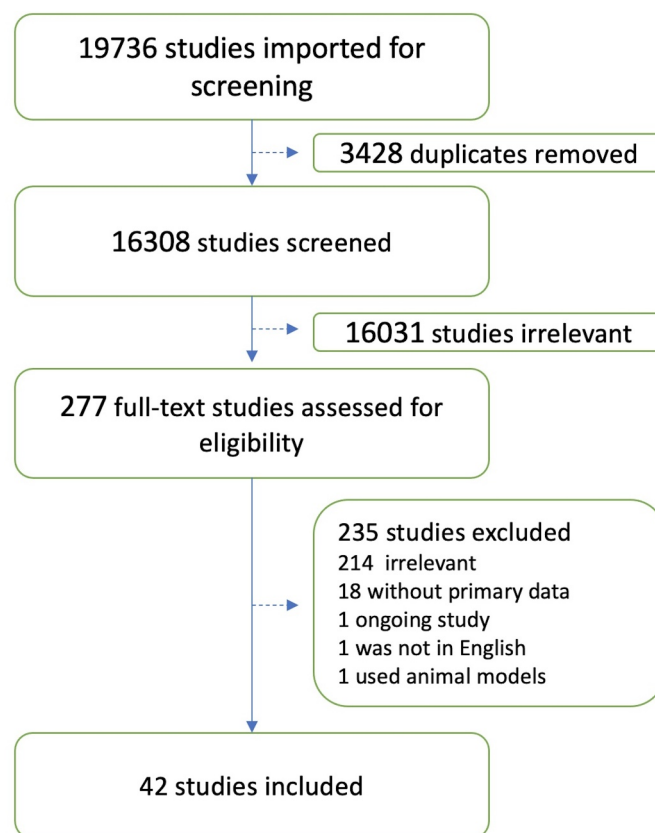 19736 studies imported for
screening
3428 duplicates removed
16308 studies screened
16031 studies irrelevant
277 full-text studies assessed for
eligibility
235 studies excluded
214 irrelevant
18 without primary data
1 ongoing study
1 was not in English
1 used animal models
42 studies included